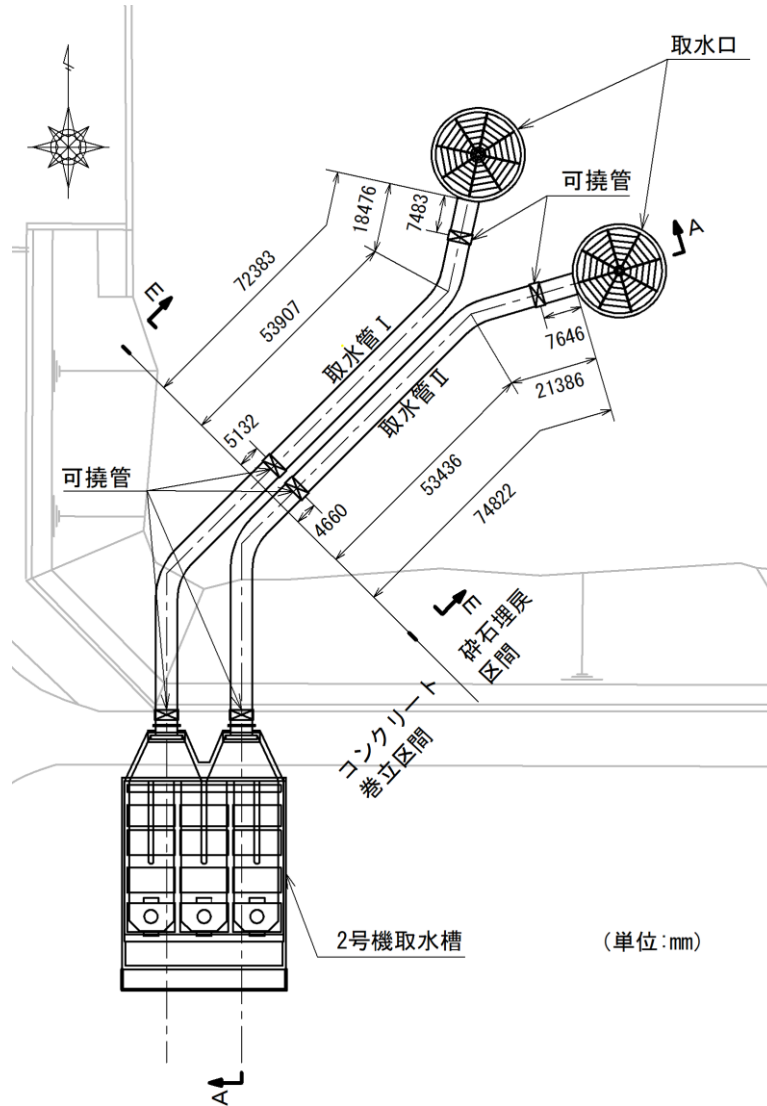 取水口
可撓管
A
18476
7483
72383
53907
E
取水管Ⅰ
7646
21386
取水管Ⅱ
5132
53436
74822
可撓管
4660
E
砕石埋戻
区間
コンクリート
巻立区間
2号機取水槽
(単位:mm)
A